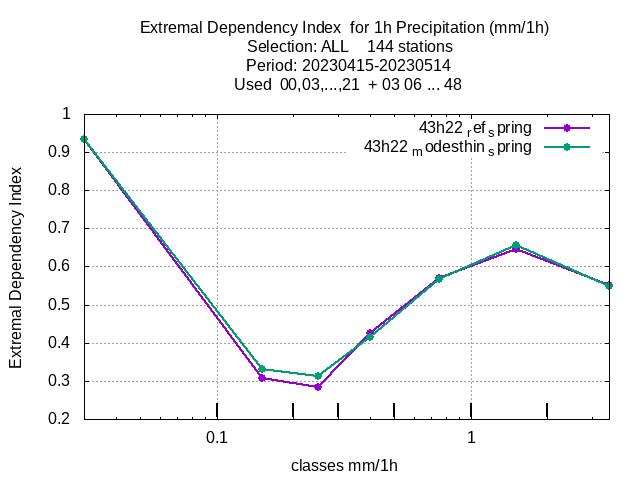 Extremal Dependency Index  for 1h Precipitation (mm/1h)
Selection: ALL    144 stations
Period: 20230415-20230514
Used  00,03,...,21  + 03 06 ... 48
43h22 ref spring
43h22 modesthin spring
Extremal Dependency Index
1
0.9
0.8
0.7
0.6
0.5
0.4
0.3
0.2
0.1 1
classes mm/1h